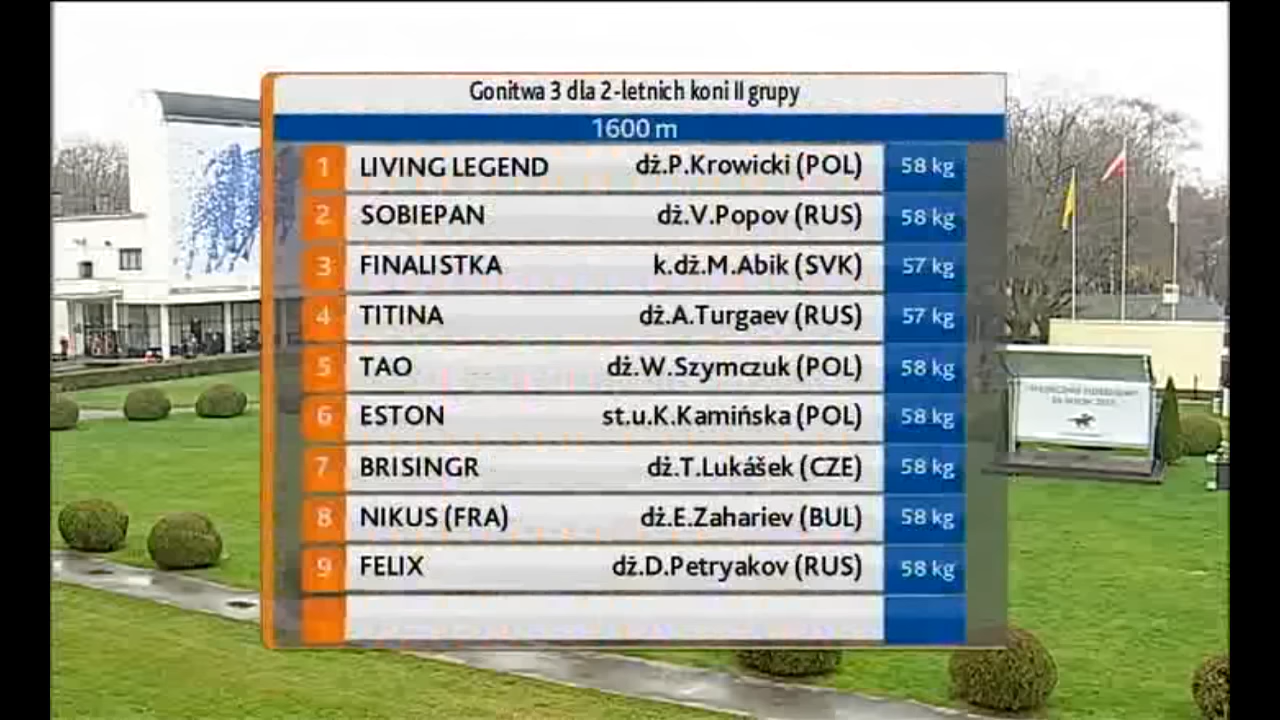 Gonitwa 3 dla 2-letnich koni II grupy
1600 m
1 LIVING LEGEND dż.P.Krowicki (POL) 58 kg
2 SOBIEPAN dż.V.Popov (RUS) 58 kg
3 FINALISTKA k.dż.M.Abik (SVK) 57 kg
4 TITINA dż.A.Turgaev (RUS) 57 kg
5 TAO dż.W.Szymczuk (POL) 58 kg
6 ESTON st.u.K.Kamińska (POL) 58 kg
7 BRISINGR dż.T.Lukášek (CZE) 58 kg
8 NIKUS (FRA) dż.E.Zahariev (BUL) 58 kg
9 FELIX dż.D.Petryakov (RUS) 58 kg